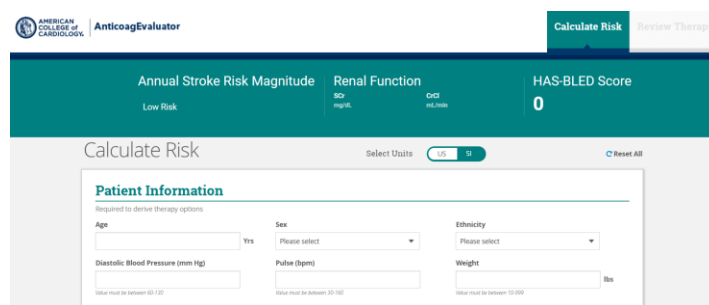 AMERICAN
COLLEGE of
CARDIOLOGY.
AnticoagEvaluator
Calculate Risk
Review Therap
Annual Stroke Risk Magnitude
Low Risk
Renal Function
SCr
mg/dL
CrCl
mL/min
HAS-BLED Score
0
Calculate Risk
Select Units
US SI
Reset All
Patient Information
Required to derive therapy options
Age
Yrs
Sex
Please select
Ethnicity
Please select
Diastolic Blood Pressure (mm Hg)
Value must be between 60-130
Pulse (bpm)
Value must be between 30-160
Weight
lbs
Value must be between 10-999